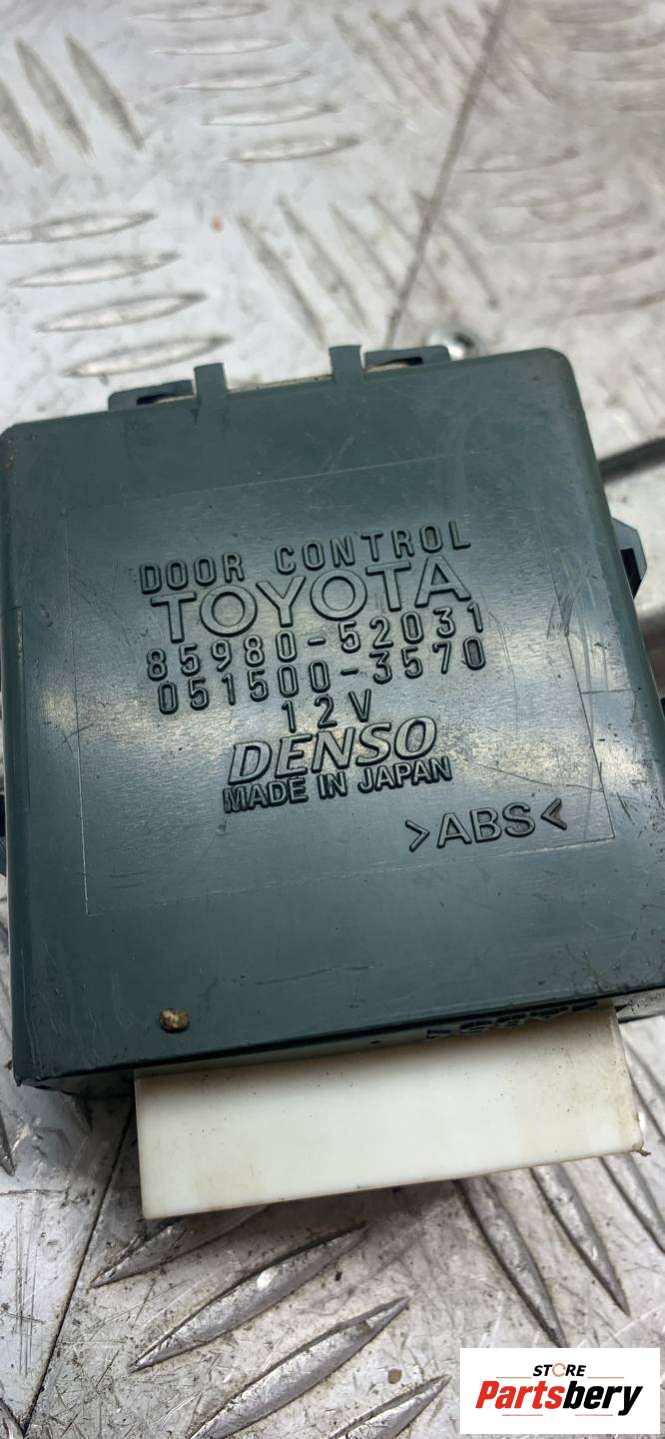 DOOR CONTROL
TOYOTA
85980-52031
051500-3570
12V
DENSO
MADE IN JAPAN
>ABS<
STORE
Partsbery